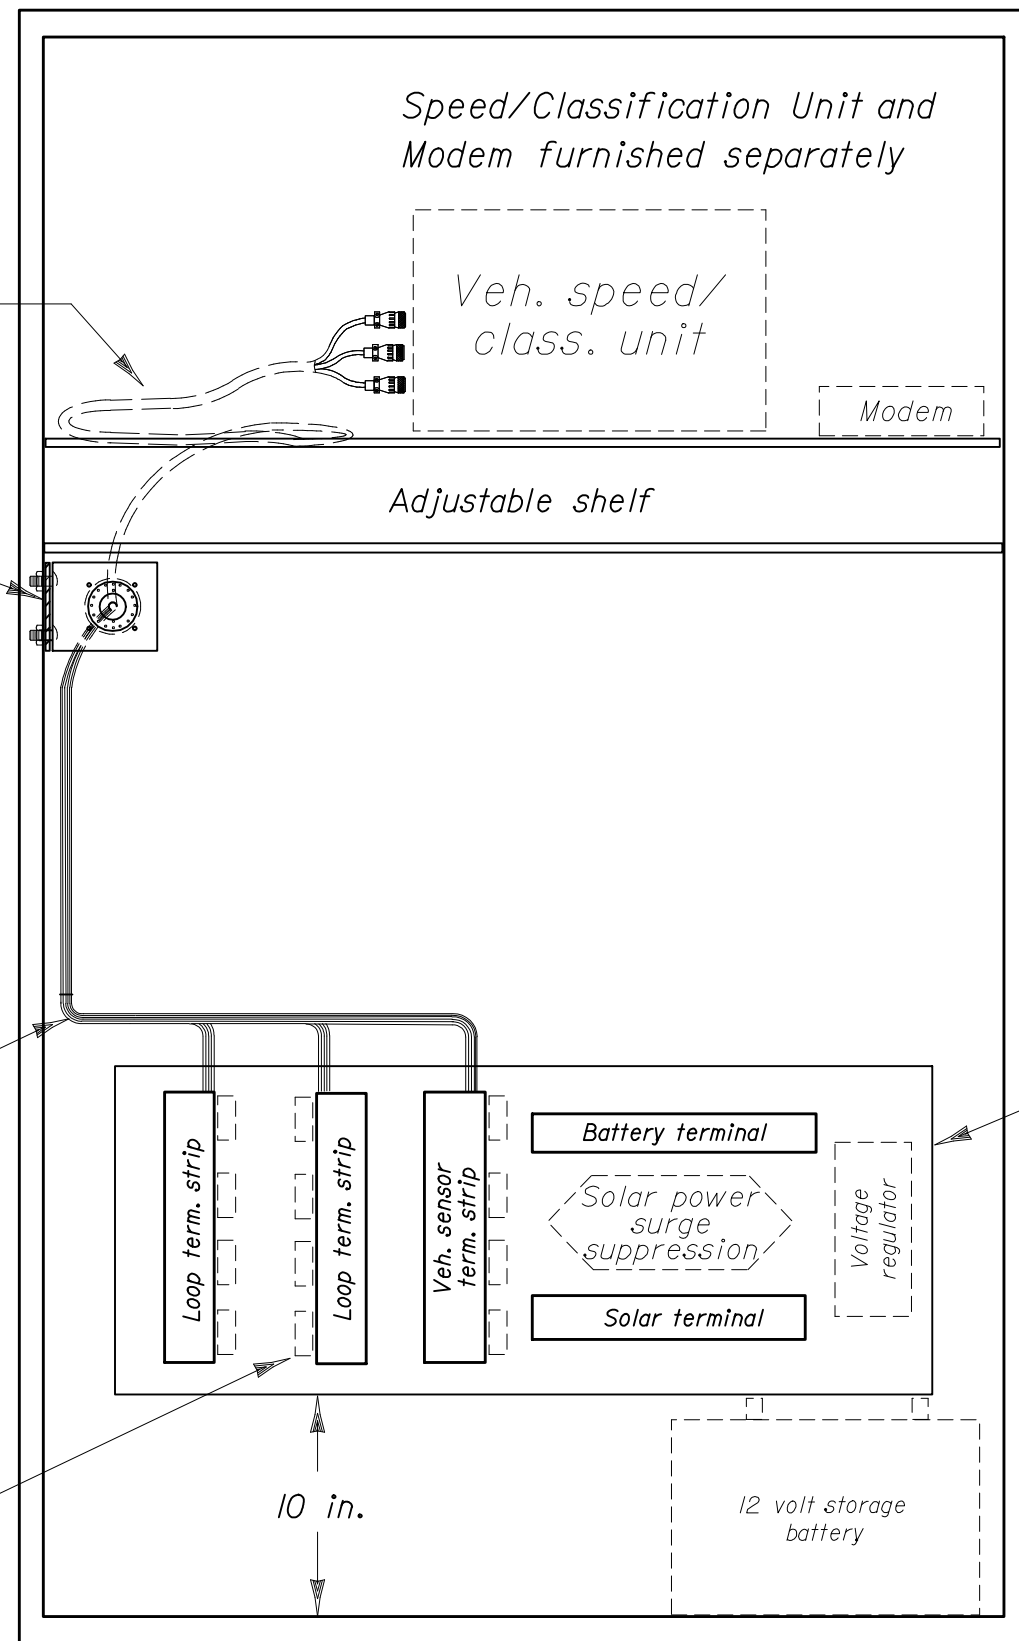 Speed/Classification Unit and
Modem furnished separately
Veh. speed/
class. unit
Modem
Adjustable shelf
Loop term. strip
Loop term. strip
Veh. sensor
term. strip
Battery terminal
Solar power
surge
suppression
Solar terminal
Voltage
regulator
10 in.
12 volt storage
battery